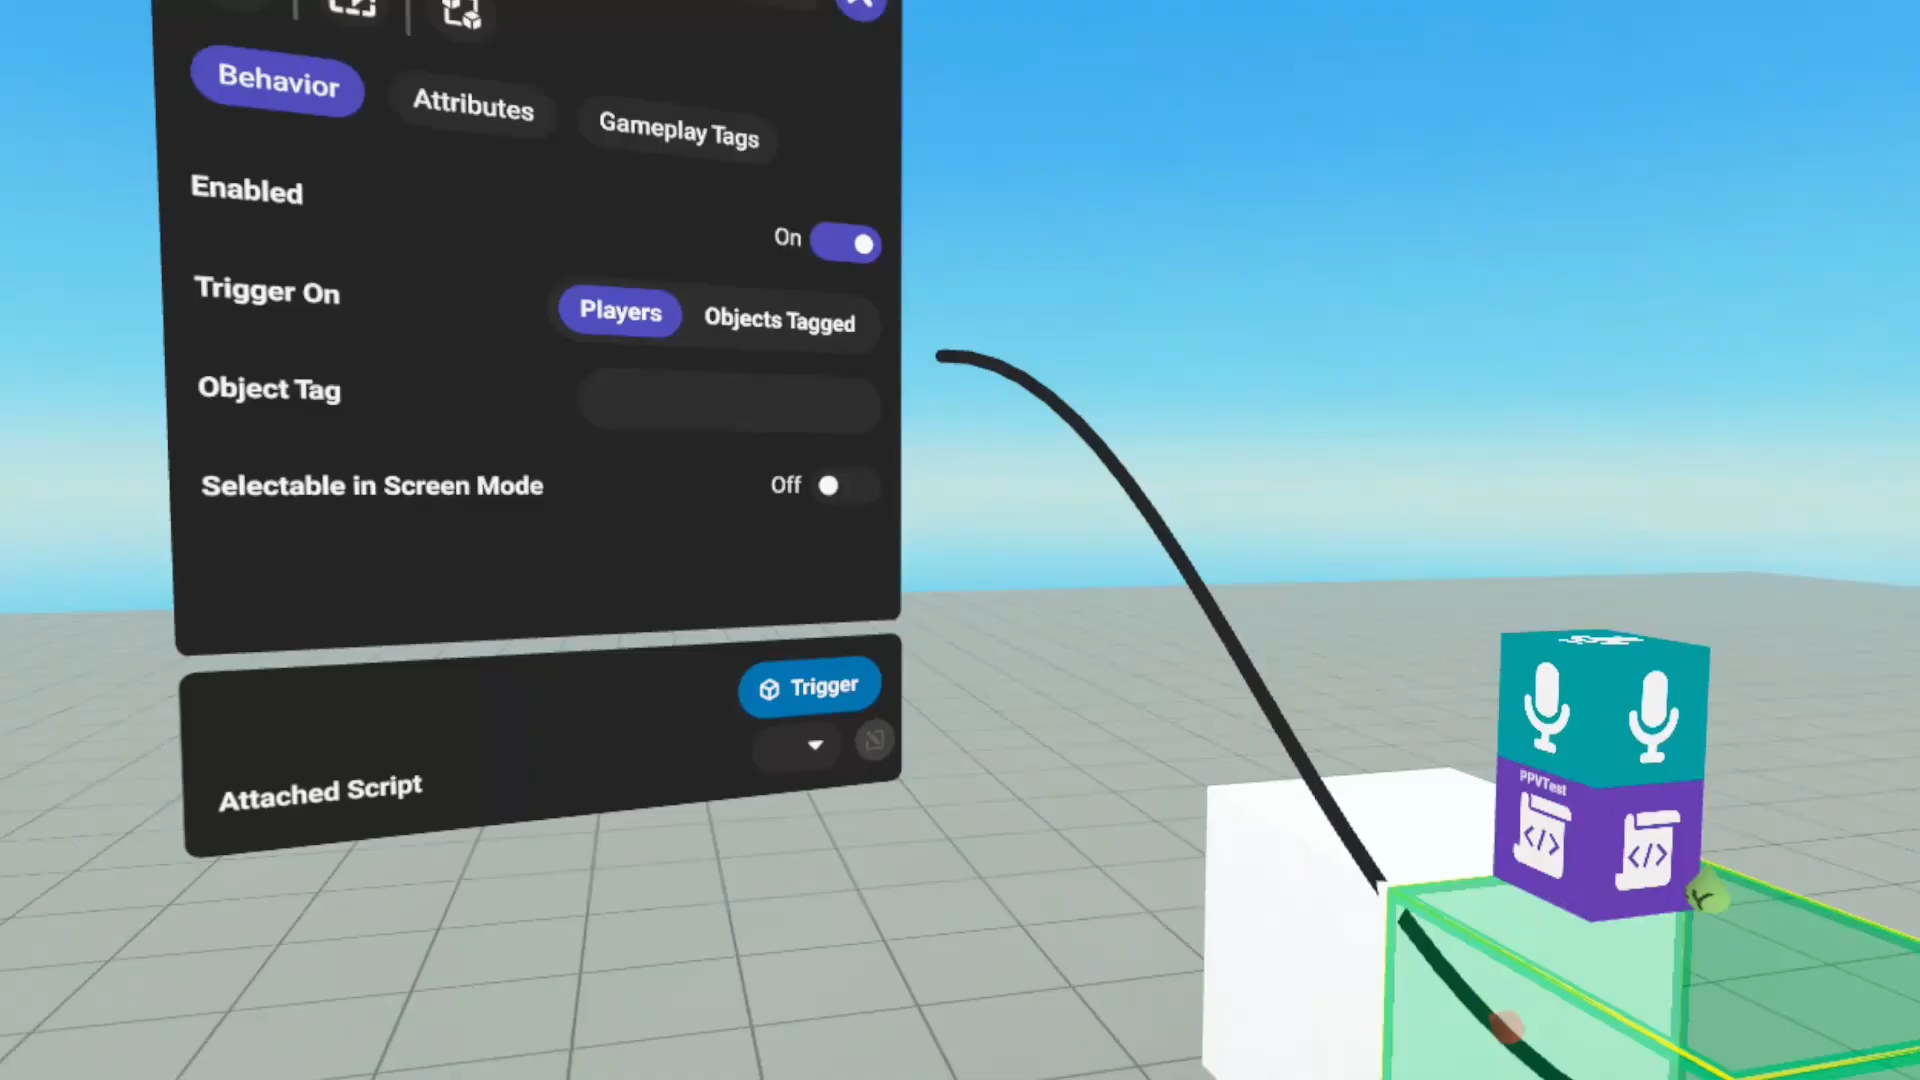 Behavior
Attributes
Gameplay Tags
Enabled
On
Trigger On
Players
Objects Tagged
Object Tag
Selectable in Screen Mode
Off
Trigger
Attached Script
PPVTest